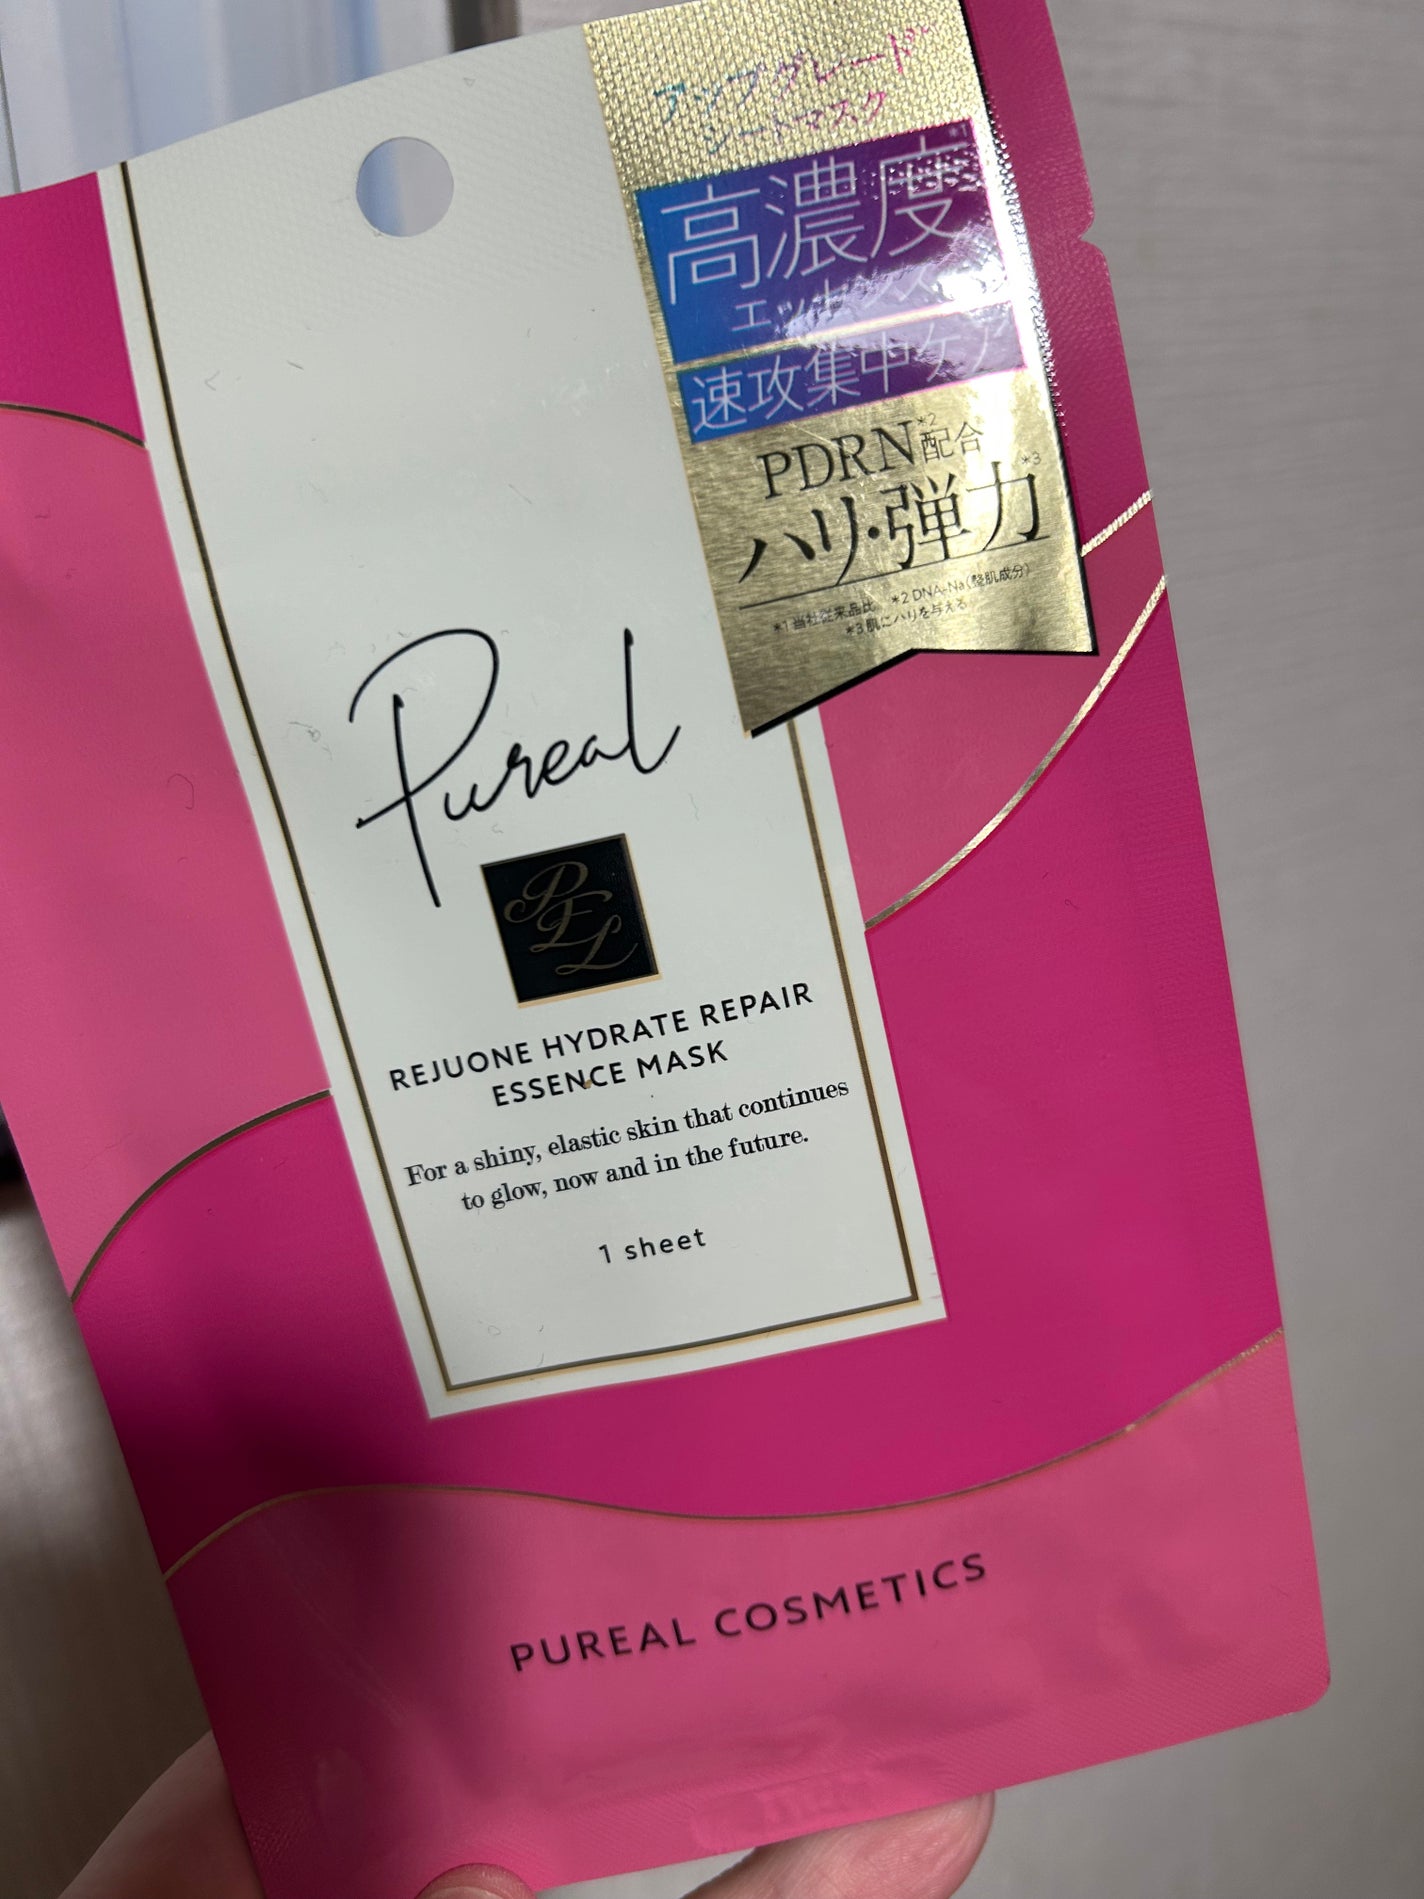 アップグレード
シートマスク
高濃度*1
エッセンス
速攻集中ケア
PDRN*2配合
ハリ・弾力*3
*1 当社従来品比 *2 DNA-Na(整肌成分)
*3 肌にハリを与える
Pureal
PEL
REJUONE HYDRATE REPAIR
ESSENCE MASK
For a shiny, elastic skin that continues
to glow, now and in the future.
1 sheet
PUREAL COSMETICS